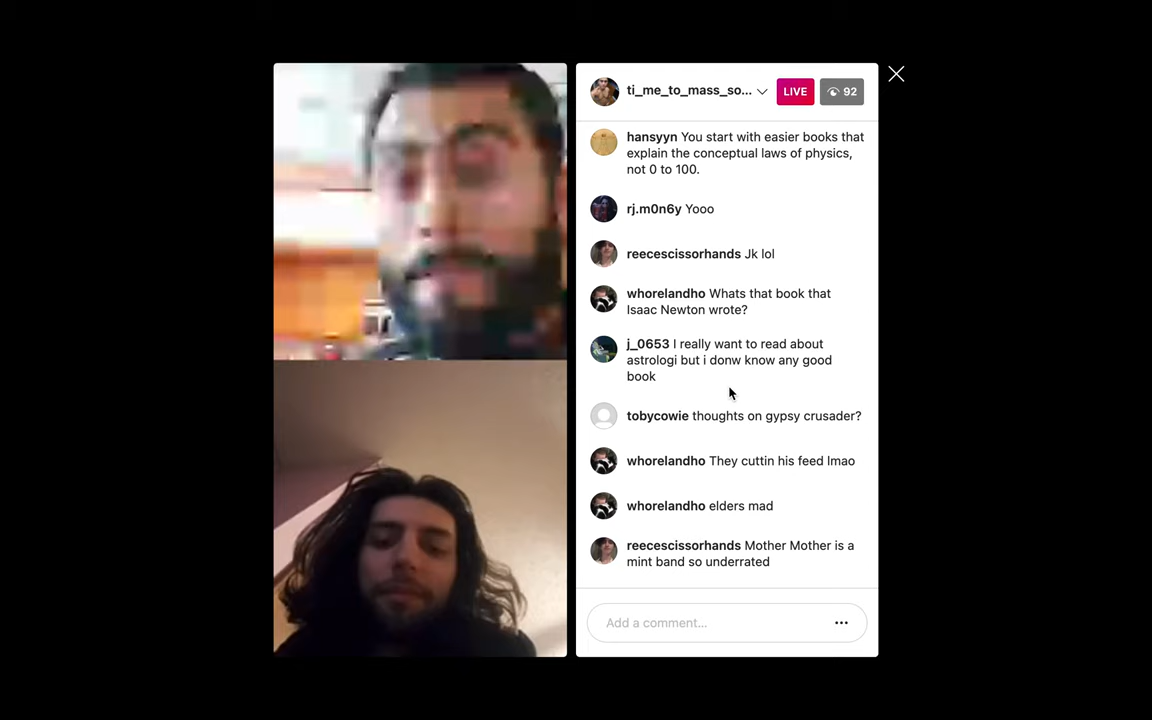 ti_me_to_mass_so...
LIVE
92
hansyyn You start with easier books that
explain the conceptual laws of physics,
not 0 to 100.
rj.m0n6y Yooo
reecescissorhands Jk lol
whorelandho Whats that book that
Isaac Newton wrote?
j_0653 I really want to read about
astrologi but i donw know any good
book
tobycowie thoughts on gypsy crusader?
whorelandho They cuttin his feed lmao
whorelandho elders mad
reecescissorhands Mother Mother is a
mint band so underrated
Add a comment...